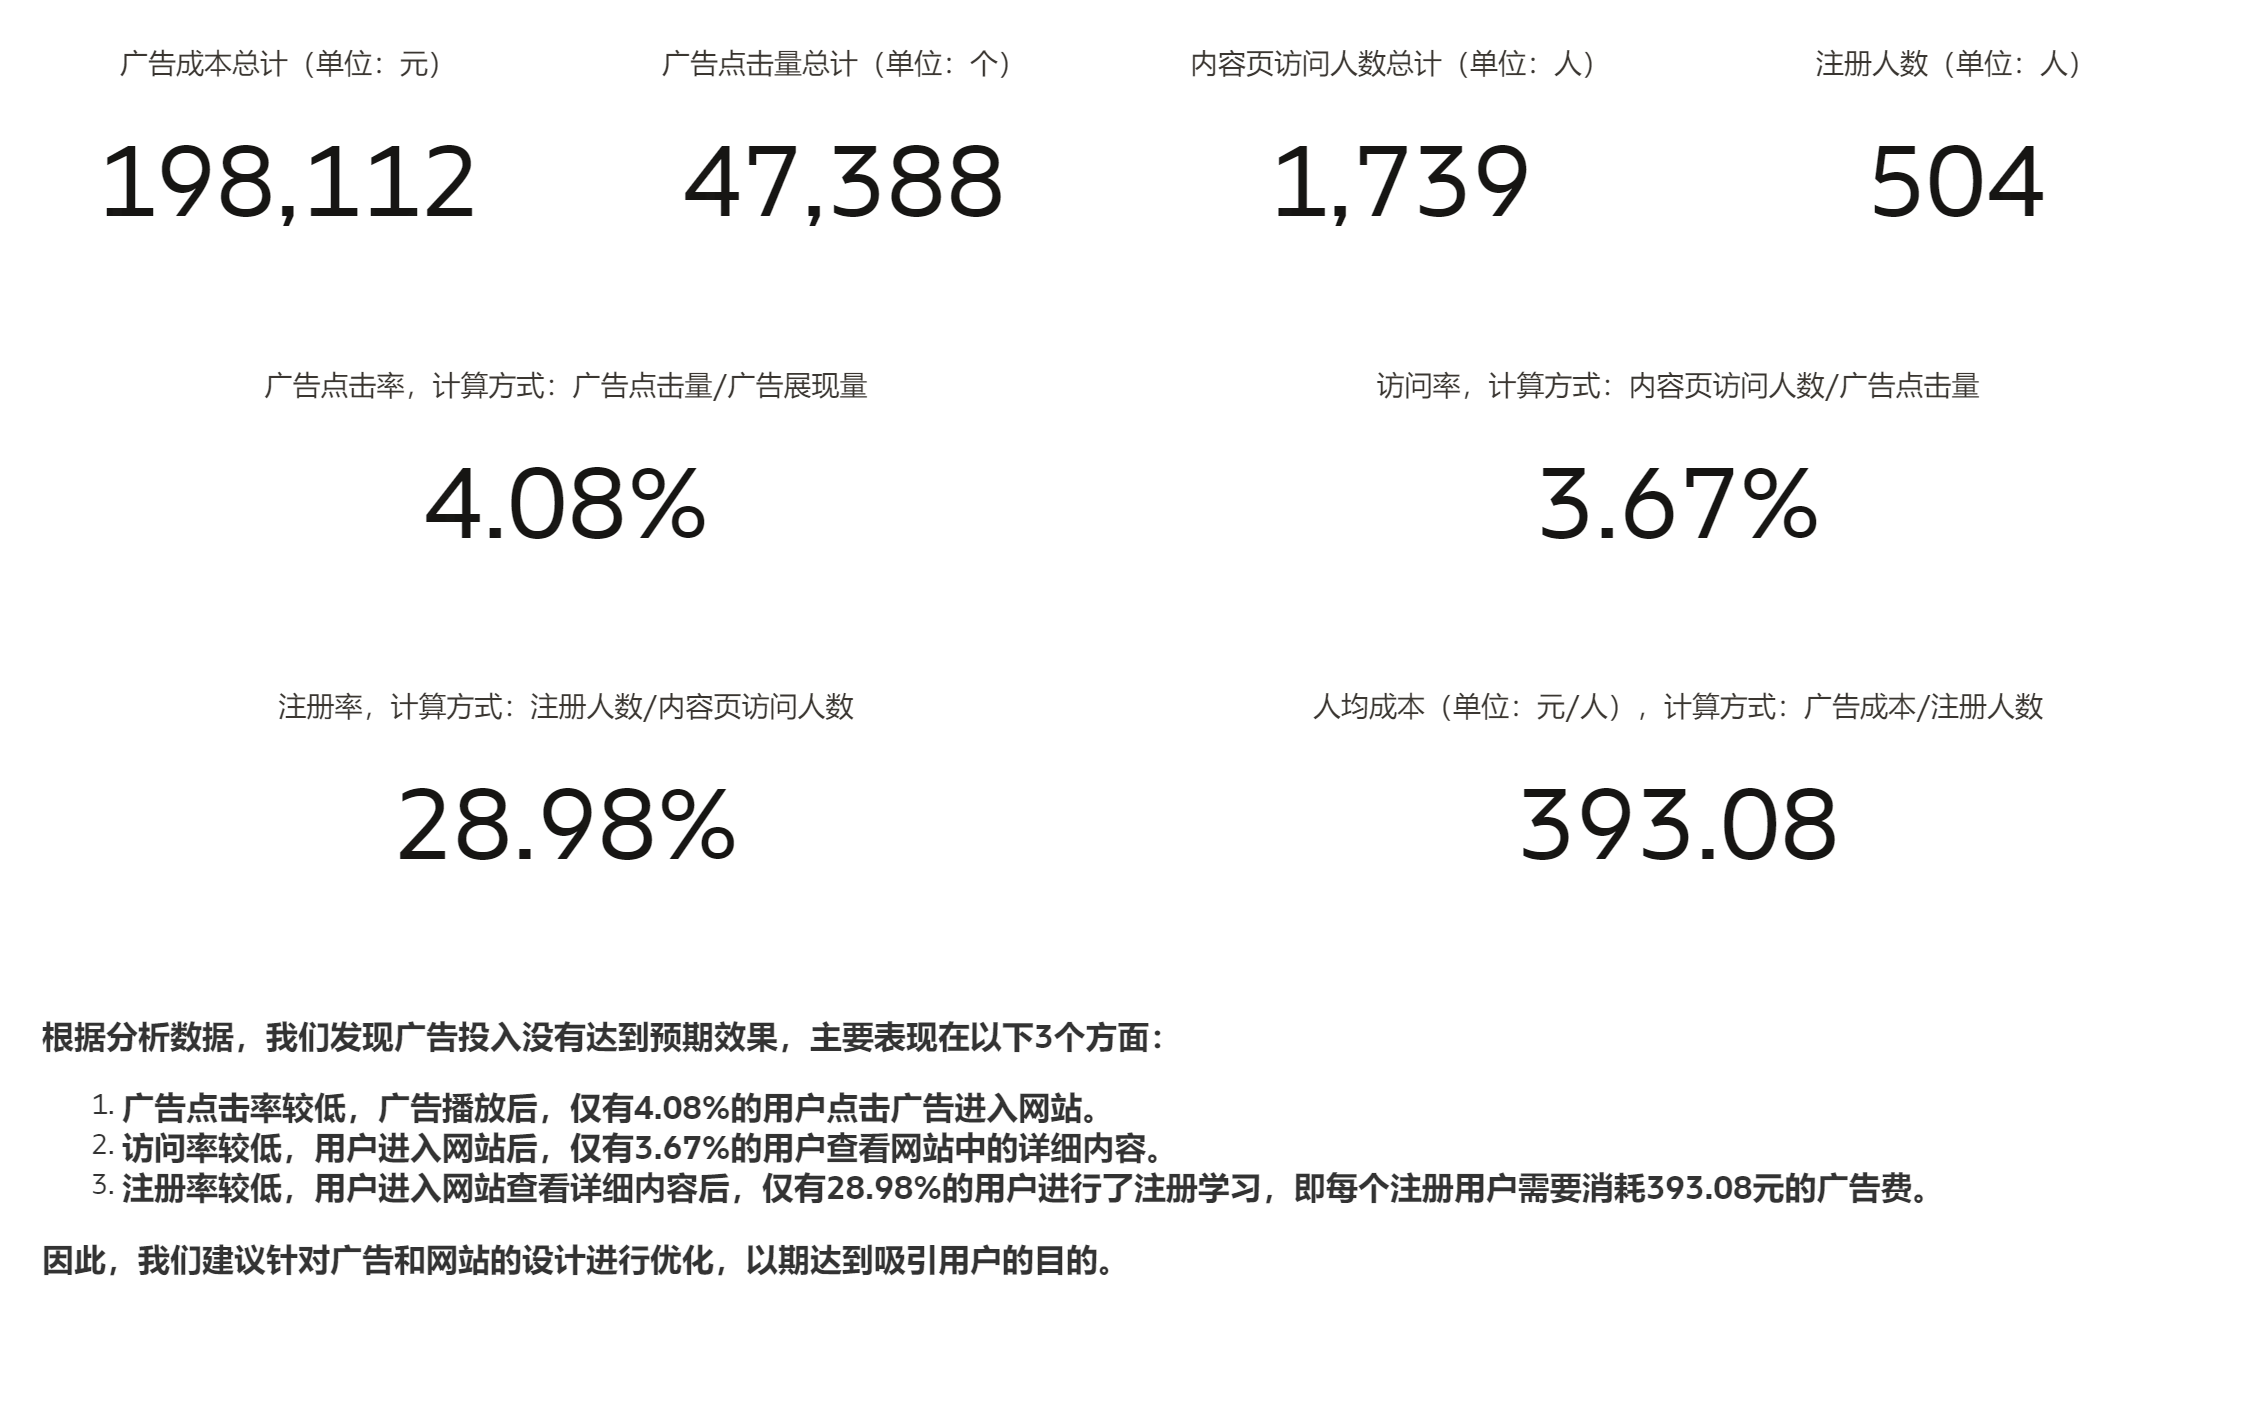 广告成本总计（单位：元）
广告点击量总计（单位：个）
内容页访问人数总计（单位：人）
注册人数（单位：人）
198,112
47,388
1,739
504
广告点击率，计算方式：广告点击量/广告展现量
访问率，计算方式：内容页访问人数/广告点击量
4.08%
3.67%
注册率，计算方式：注册人数/内容页访问人数
人均成本（单位：元/人），计算方式：广告成本/注册人数
28.98%
393.08
根据分析数据，我们发现广告投入没有达到预期效果，主要表现在以下3个方面：
1. 广告点击率较低，广告播放后，仅有4.08%的用户点击广告进入网站。
2. 访问率较低，用户进入网站后，仅有3.67%的用户查看网站中的详细内容。
3. 注册率较低，用户进入网站查看详细内容后，仅有28.98%的用户进行了注册学习，即每个注册用户需要消耗393.08元的广告费。
因此，我们建议针对广告和网站的设计进行优化，以期达到吸引用户的目的。